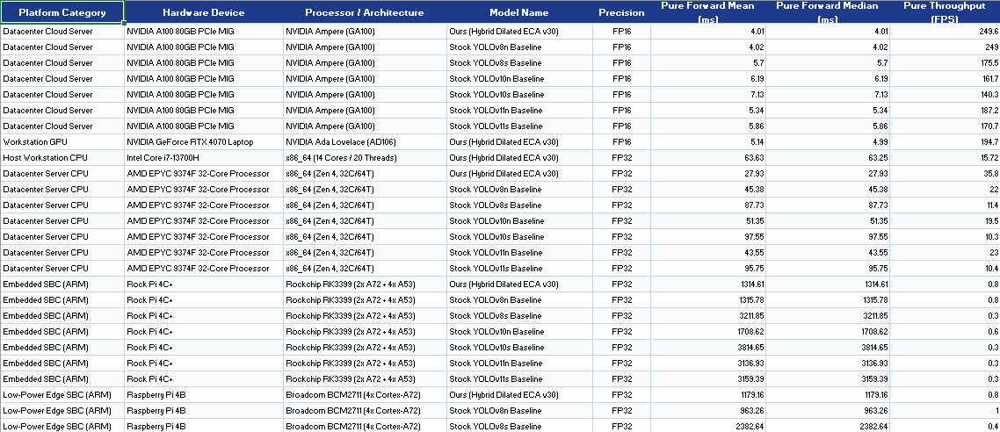 Platform Category Hardware Device Processor / Architecture Model Name Precision Pure Forward Mean (ms) Pure Forward Median (ms) Pure Throughput (FPS)
Datacenter Cloud Server NVIDIA A100 80GB PCIe MIG NVIDIA Ampere (GA100) Ours (Hybrid Dilated ECA v30) FP16 4.01 4.01 249.6
Datacenter Cloud Server NVIDIA A100 80GB PCIe MIG NVIDIA Ampere (GA100) Stock YOLOv8n Baseline FP16 4.02 4.02 249
Datacenter Cloud Server NVIDIA A100 80GB PCIe MIG NVIDIA Ampere (GA100) Stock YOLOv8s Baseline FP16 5.7 5.7 175.5
Datacenter Cloud Server NVIDIA A100 80GB PCIe MIG NVIDIA Ampere (GA100) Stock YOLOv10n Baseline FP16 6.19 6.19 161.7
Datacenter Cloud Server NVIDIA A100 80GB PCIe MIG NVIDIA Ampere (GA100) Stock YOLOv10s Baseline FP16 7.13 7.13 140.3
Datacenter Cloud Server NVIDIA A100 80GB PCIe MIG NVIDIA Ampere (GA100) Stock YOLOv11n Baseline FP16 5.34 5.34 187.2
Datacenter Cloud Server NVIDIA A100 80GB PCIe MIG NVIDIA Ampere (GA100) Stock YOLOv11s Baseline FP16 5.86 5.86 170.7
Workstation GPU NVIDIA GeForce RTX 4070 Laptop NVIDIA Ada Lovelace (AD106) Ours (Hybrid Dilated ECA v30) FP16 5.14 4.99 194.7
Host Workstation CPU Intel Core i7-13700H x86_64 (14 Cores / 20 Threads) Ours (Hybrid Dilated ECA v30) FP32 63.63 63.25 15.72
Datacenter Server CPU AMD EPYC 9374F 32-Core Processor x86_64 (Zen 4, 32C/64T) Ours (Hybrid Dilated ECA v30) FP32 27.93 27.93 35.8
Datacenter Server CPU AMD EPYC 9374F 32-Core Processor x86_64 (Zen 4, 32C/64T) Stock YOLOv8n Baseline FP32 45.38 45.38 22
Datacenter Server CPU AMD EPYC 9374F 32-Core Processor x86_64 (Zen 4, 32C/64T) Stock YOLOv8s Baseline FP32 87.73 87.73 11.4
Datacenter Server CPU AMD EPYC 9374F 32-Core Processor x86_64 (Zen 4, 32C/64T) Stock YOLOv10n Baseline FP32 51.35 51.35 19.5
Datacenter Server CPU AMD EPYC 9374F 32-Core Processor x86_64 (Zen 4, 32C/64T) Stock YOLOv10s Baseline FP32 97.55 97.55 10.3
Datacenter Server CPU AMD EPYC 9374F 32-Core Processor x86_64 (Zen 4, 32C/64T) Stock YOLOv11n Baseline FP32 43.55 43.55 23
Datacenter Server CPU AMD EPYC 9374F 32-Core Processor x86_64 (Zen 4, 32C/64T) Stock YOLOv11s Baseline FP32 95.75 95.75 10.4
Embedded SBC (ARM) Rock Pi 4C+ Rockchip RK3399 (2x A72 + 4x A53) Ours (Hybrid Dilated ECA v30) FP32 1314.61 1314.61 0.8
Embedded SBC (ARM) Rock Pi 4C+ Rockchip RK3399 (2x A72 + 4x A53) Stock YOLOv8n Baseline FP32 1315.78 1315.78 0.8
Embedded SBC (ARM) Rock Pi 4C+ Rockchip RK3399 (2x A72 + 4x A53) Stock YOLOv8s Baseline FP32 3211.85 3211.85 0.3
Embedded SBC (ARM) Rock Pi 4C+ Rockchip RK3399 (2x A72 + 4x A53) Stock YOLOv10n Baseline FP32 1708.62 1708.62 0.6
Embedded SBC (ARM) Rock Pi 4C+ Rockchip RK3399 (2x A72 + 4x A53) Stock YOLOv10s Baseline FP32 3814.65 3814.65 0.3
Embedded SBC (ARM) Rock Pi 4C+ Rockchip RK3399 (2x A72 + 4x A53) Stock YOLOv11n Baseline FP32 3136.93 3136.93 0.3
Embedded SBC (ARM) Rock Pi 4C+ Rockchip RK3399 (2x A72 + 4x A53) Stock YOLOv11s Baseline FP32 3159.39 3159.39 0.3
Low-Power Edge SBC (ARM) Raspberry Pi 4B Broadcom BCM2711 (4x Cortex-A72) Ours (Hybrid Dilated ECA v30) FP32 1179.16 1179.16 0.8
Low-Power Edge SBC (ARM) Raspberry Pi 4B Broadcom BCM2711 (4x Cortex-A72) Stock YOLOv8n Baseline FP32 963.26 963.26 1
Low-Power Edge SBC (ARM) Raspberry Pi 4B Broadcom BCM2711 (4x Cortex-A72) Stock YOLOv8s Baseline FP32 2382.64 2382.64 0.4